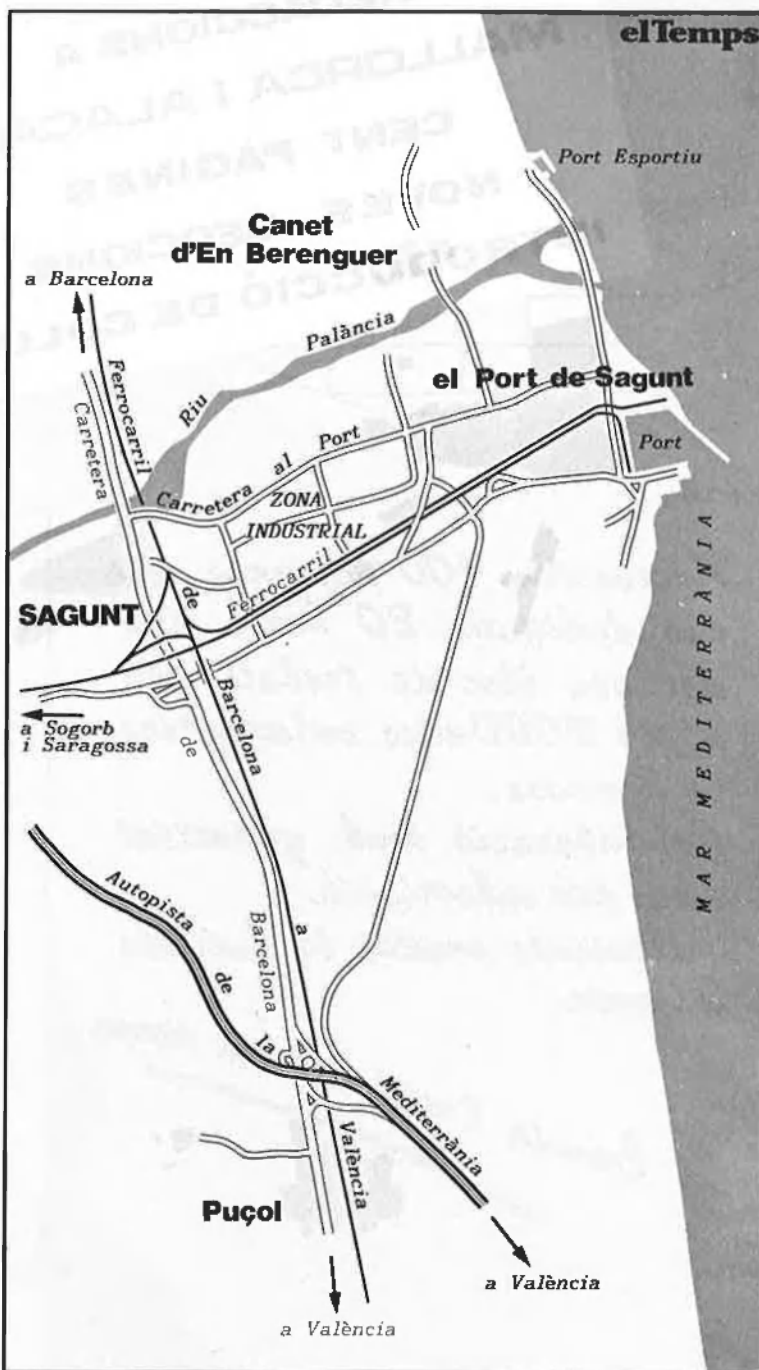 elTemps
Port Esportiu
Canet
d'En Berenguer
a Barcelona
Riu Palància
el Port de Sagunt
Port
Carretera al Port
ZONA
INDUSTRIAL
Ferrocarril
Ferrocarril de Barcelona a València
Carretera de Barcelona
SAGUNT
a Sogorb
i Saragossa
MAR MEDITERRÀNIA
Autopista de la Mediterrània
Puçol
a València
a València